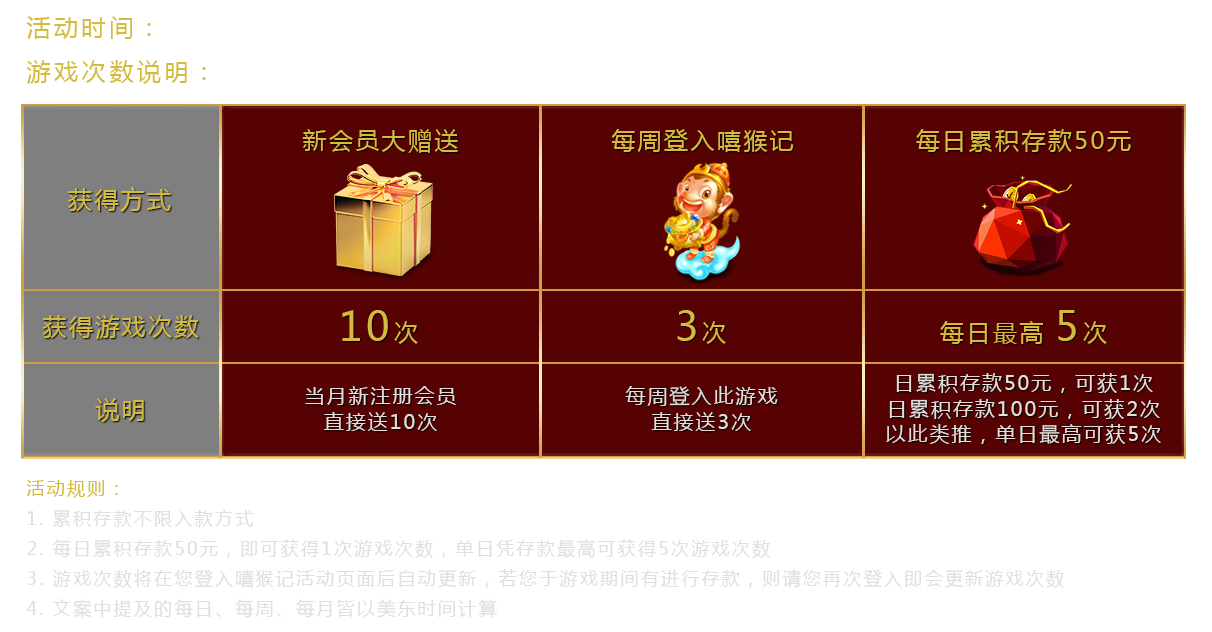 活动时间：
游戏次数说明：
获得方式
新会员大赠送
每周登入嘻猴记
每日累积存款50元
获得游戏次数
10次
3次
每日最高 5次
说明
当月新注册会员
直接送10次
每周登入此游戏
直接送3次
日累积存款50元，可获1次
日累积存款100元，可获2次
以此类推，单日最高可获5次
活动规则：
1. 累积存款不限入款方式
2. 每日累积存款50元，即可获得1次游戏次数，单日凭存款最高可获得5次游戏次数
3. 游戏次数将在您登入嘻猴记活动页面后自动更新，若您于游戏期间有进行存款，则请您再次登入即会更新游戏次数
4. 文案中提及的每日、每周、每月皆以美东时间计算